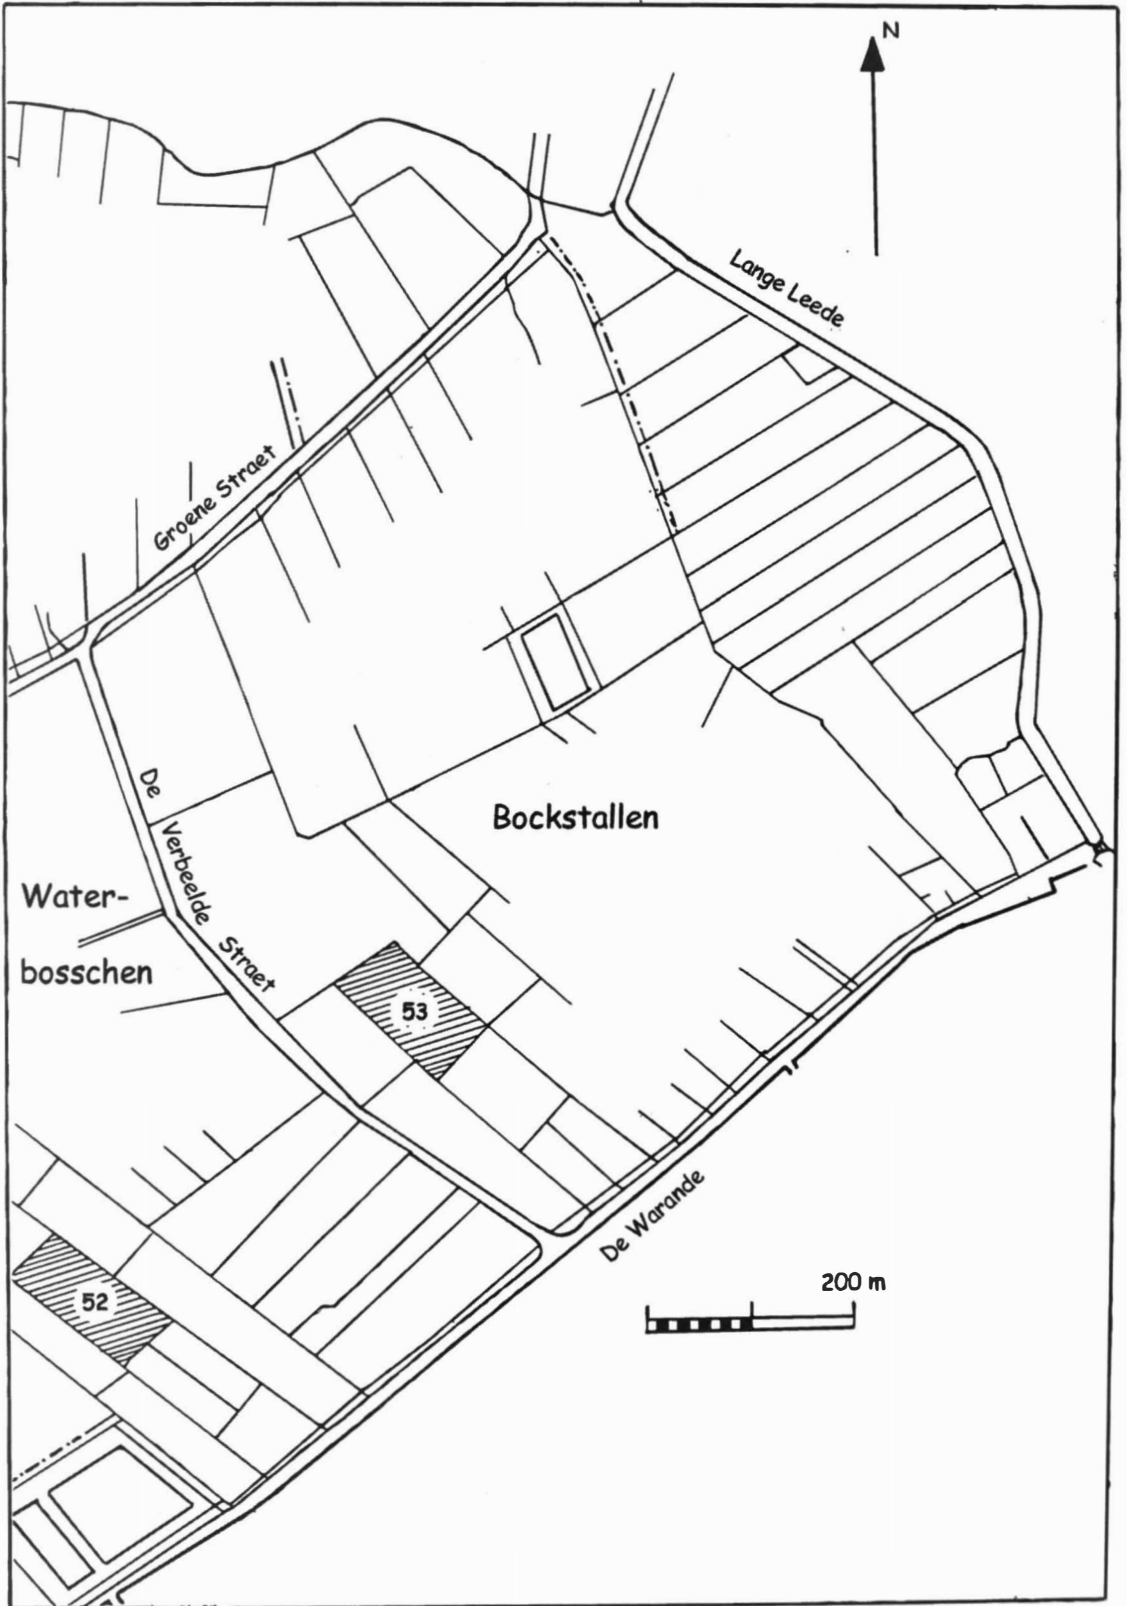 N
Lange Leede
Groene Straet
De
Verbeelde
Straet
Bockstallen
Water-
bosschen
53
52
De Warande
200 m